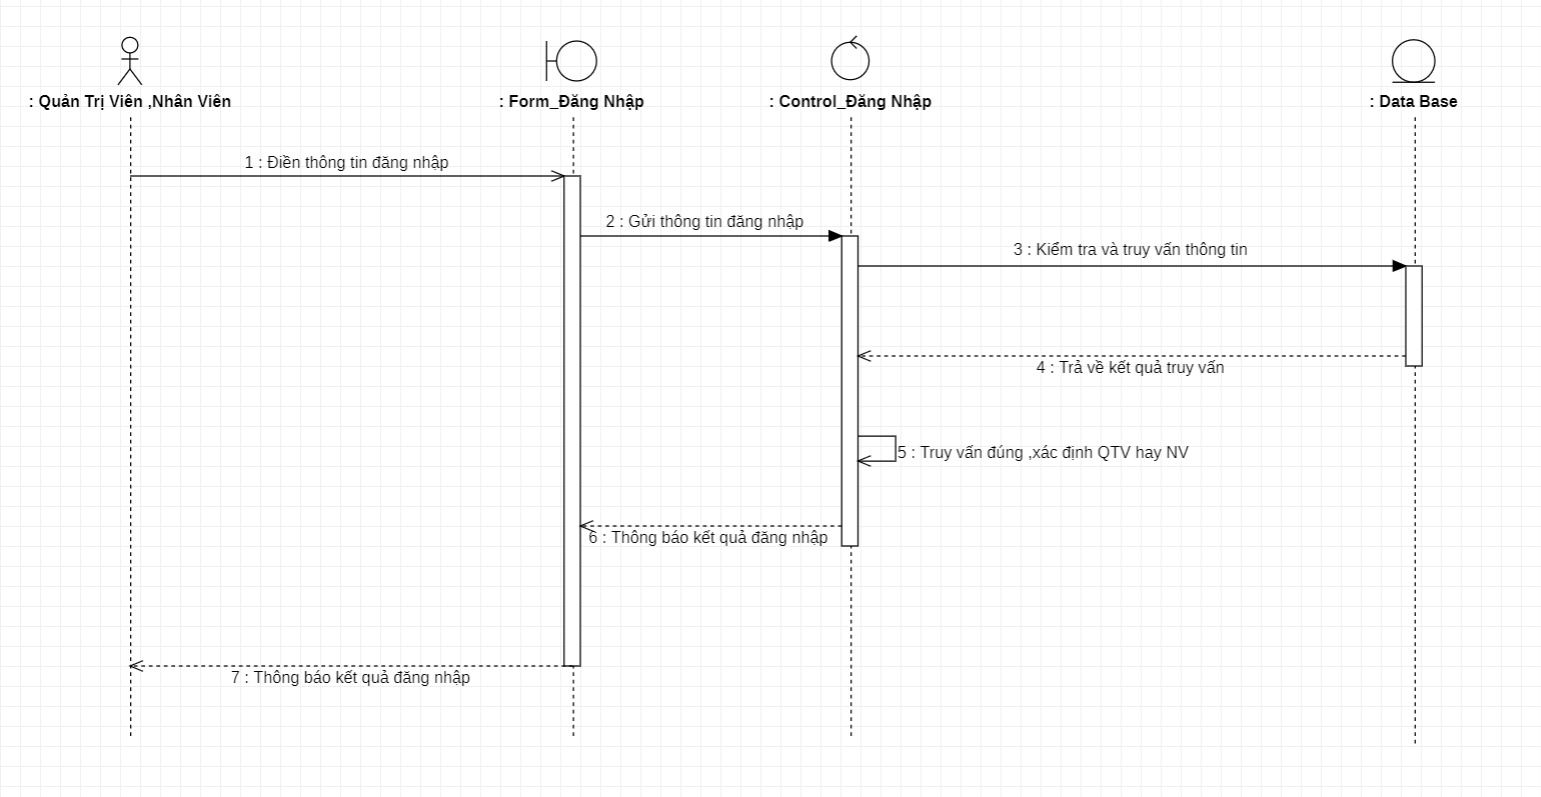 : Quản Trị Viên ,Nhân Viên
: Form_Đăng Nhập
: Control_Đăng Nhập
: Data Base
1 : Điền thông tin đăng nhập
2 : Gửi thông tin đăng nhập
3 : Kiểm tra và truy vấn thông tin
4 : Trả về kết quả truy vấn
5 : Truy vấn đúng ,xác định QTV hay NV
6 : Thông báo kết quả đăng nhập
7 : Thông báo kết quả đăng nhập